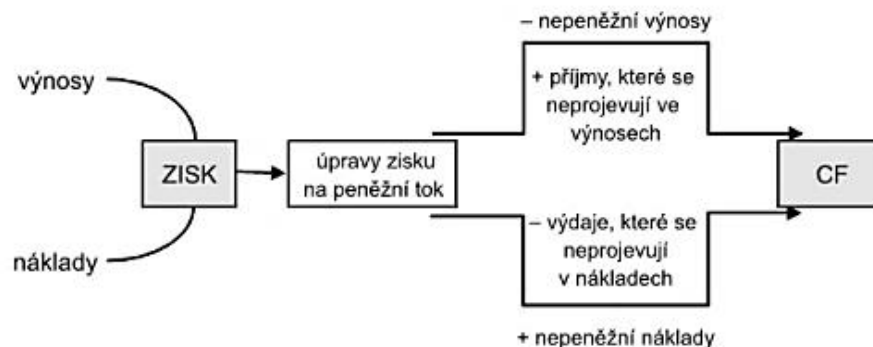 – nepeněžní výnosy
výnosy
+ příjmy, které se
neprojevují ve
výnosech
ZISK
úpravy zisku
na peněžní tok
CF
– výdaje, které se
neprojevují
v nákladech
náklady
+ nepeněžní náklady